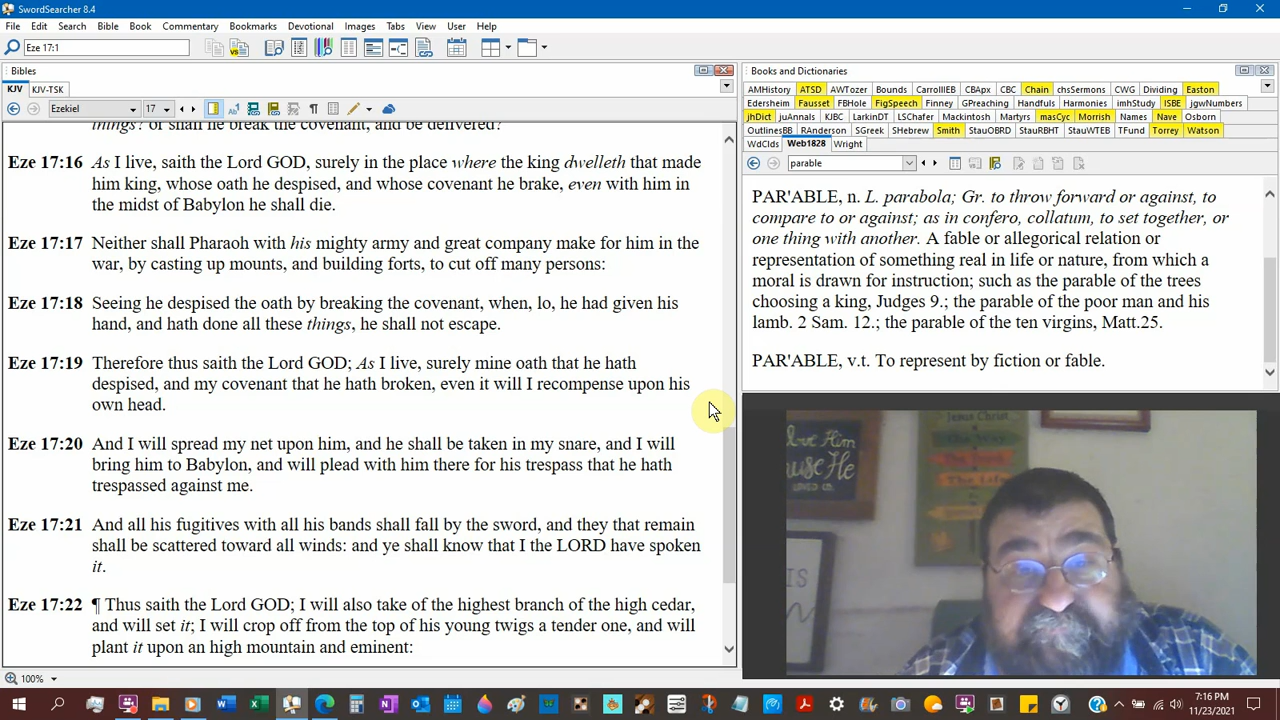 SwordSearcher 8.4
File Edit Search Bible Book Commentary Bookmarks Devotional Images Tabs View User Help
Eze 17:1
Bibles
KJV KJV-TSK
Ezekiel 17
things? or shall he break the covenant, and be delivered?
Eze 17:16 As I live, saith the Lord GOD, surely in the place where the king dwelleth that made
him king, whose oath he despised, and whose covenant he brake, even with him in
the midst of Babylon he shall die.
Eze 17:17 Neither shall Pharaoh with his mighty army and great company make for him in the
war, by casting up mounts, and building forts, to cut off many persons:
Eze 17:18 Seeing he despised the oath by breaking the covenant, when, lo, he had given his
hand, and hath done all these things, he shall not escape.
Eze 17:19 Therefore thus saith the Lord GOD; As I live, surely mine oath that he hath
despised, and my covenant that he hath broken, even it will I recompense upon his
own head.
Eze 17:20 And I will spread my net upon him, and he shall be taken in my snare, and I will
bring him to Babylon, and will plead with him there for his trespass that he hath
trespassed against me.
Eze 17:21 And all his fugitives with all his bands shall fall by the sword, and they that remain
shall be scattered toward all winds: and ye shall know that I the LORD have spoken
it.
Eze 17:22 ¶ Thus saith the Lord GOD; I will also take of the highest branch of the high cedar,
and will set it; I will crop off from the top of his young twigs a tender one, and will
plant it upon an high mountain and eminent:
100%
Books and Dictionaries
AMHistory ATSD AWTozer Bounds CarrollEB CBApx CBC Chain chsSermons CWG Dividing Easton
Edersheim Fausset FBHole FigSpeech Finney GPreaching Handfuls Harmonies imhStudy ISBE jgwNumbers
jhDict juAnnals KJBC LarkinDT LSChafer Mackintosh Martyrs masCyc Morrish Names Nave Osborn
OutlinesBB RAnderson SGreek SHebrew Smith StauOBRD StauRBHT StauWTEB TFund Torrey Watson
WdClds Web1828 Wright
parable
PAR'ABLE, n. L. parabola; Gr. to throw forward or against, to
compare to or against; as in confero, collatum, to set together, or
one thing with another. A fable or allegorical relation or
representation of something real in life or nature, from which a
moral is drawn for instruction; such as the parable of the trees
choosing a king, Judges 9.; the parable of the poor man and his
lamb. 2 Sam. 12.; the parable of the ten virgins, Matt.25.
PAR'ABLE, v.t. To represent by fiction or fable.
Jesus Christ
love Him
cause He
LOVED CO.
The Life
IS
7:16 PM
11/23/2021